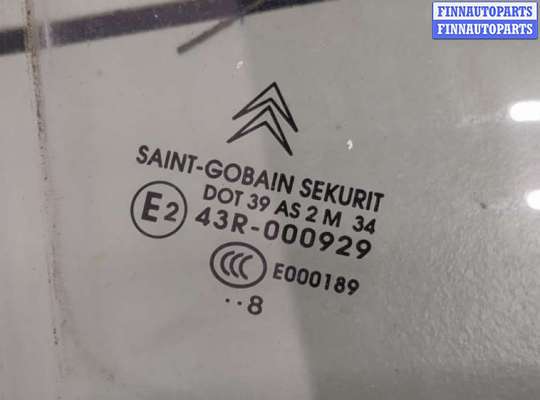 FINNAUTOPARTS
FINNAUTOPARTS
SAINT-GOBAIN SEKURIT
DOT 39 AS 2 M 34
E2 43R-000929
CCC E000189
..8